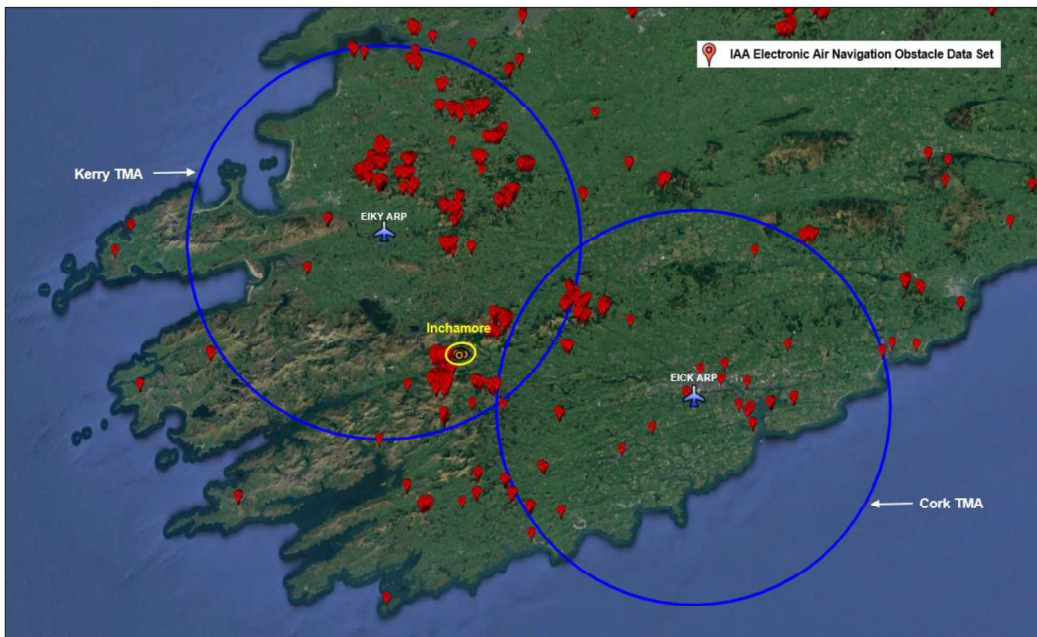 IAA Electronic Air Navigation Obstacle Data Set
Kerry TMA
EIKY ARP
Inchamore
EICK ARP
Cork TMA